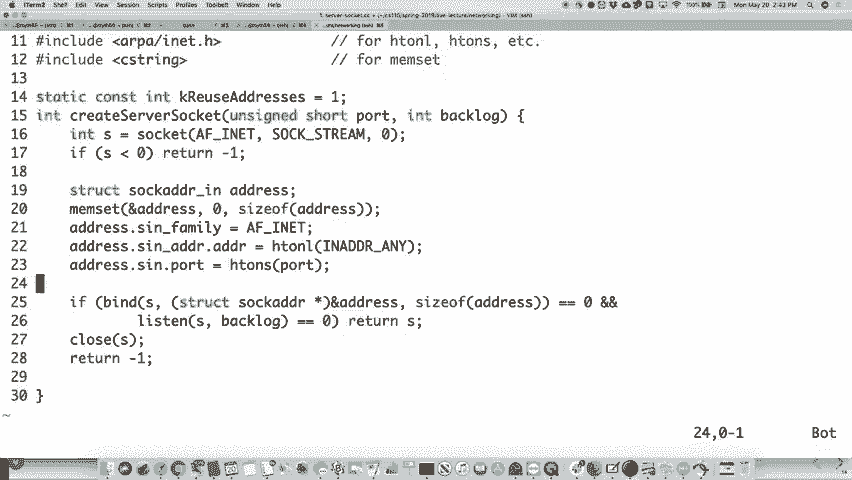 iTerm2 Shell Edit View Session Scripts Profiles Toolbelt Window Help
100%
Mon May 20 2:43 PM
11 #include <arpa/inet.h> // for htonl, htons, etc.
12 #include <cstring> // for memset
13
14 static const int kReuseAddresses = 1;
15 int createServerSocket(unsigned short port, int backlog) {
16 int s = socket(AF_INET, SOCK_STREAM, 0);
17 if (s < 0) return -1;
18
19 struct sockaddr_in address;
20 memset(&address, 0, sizeof(address));
21 address.sin_family = AF_INET;
22 address.sin_addr.addr = htonl(INADDR_ANY);
23 address.sin.port = htons(port);
24
25 if (bind(s, (struct sockaddr *)&address, sizeof(address)) == 0 &&
26 listen(s, backlog) == 0) return s;
27 close(s);
28 return -1;
29
30 }
~
24,0-1 Bot